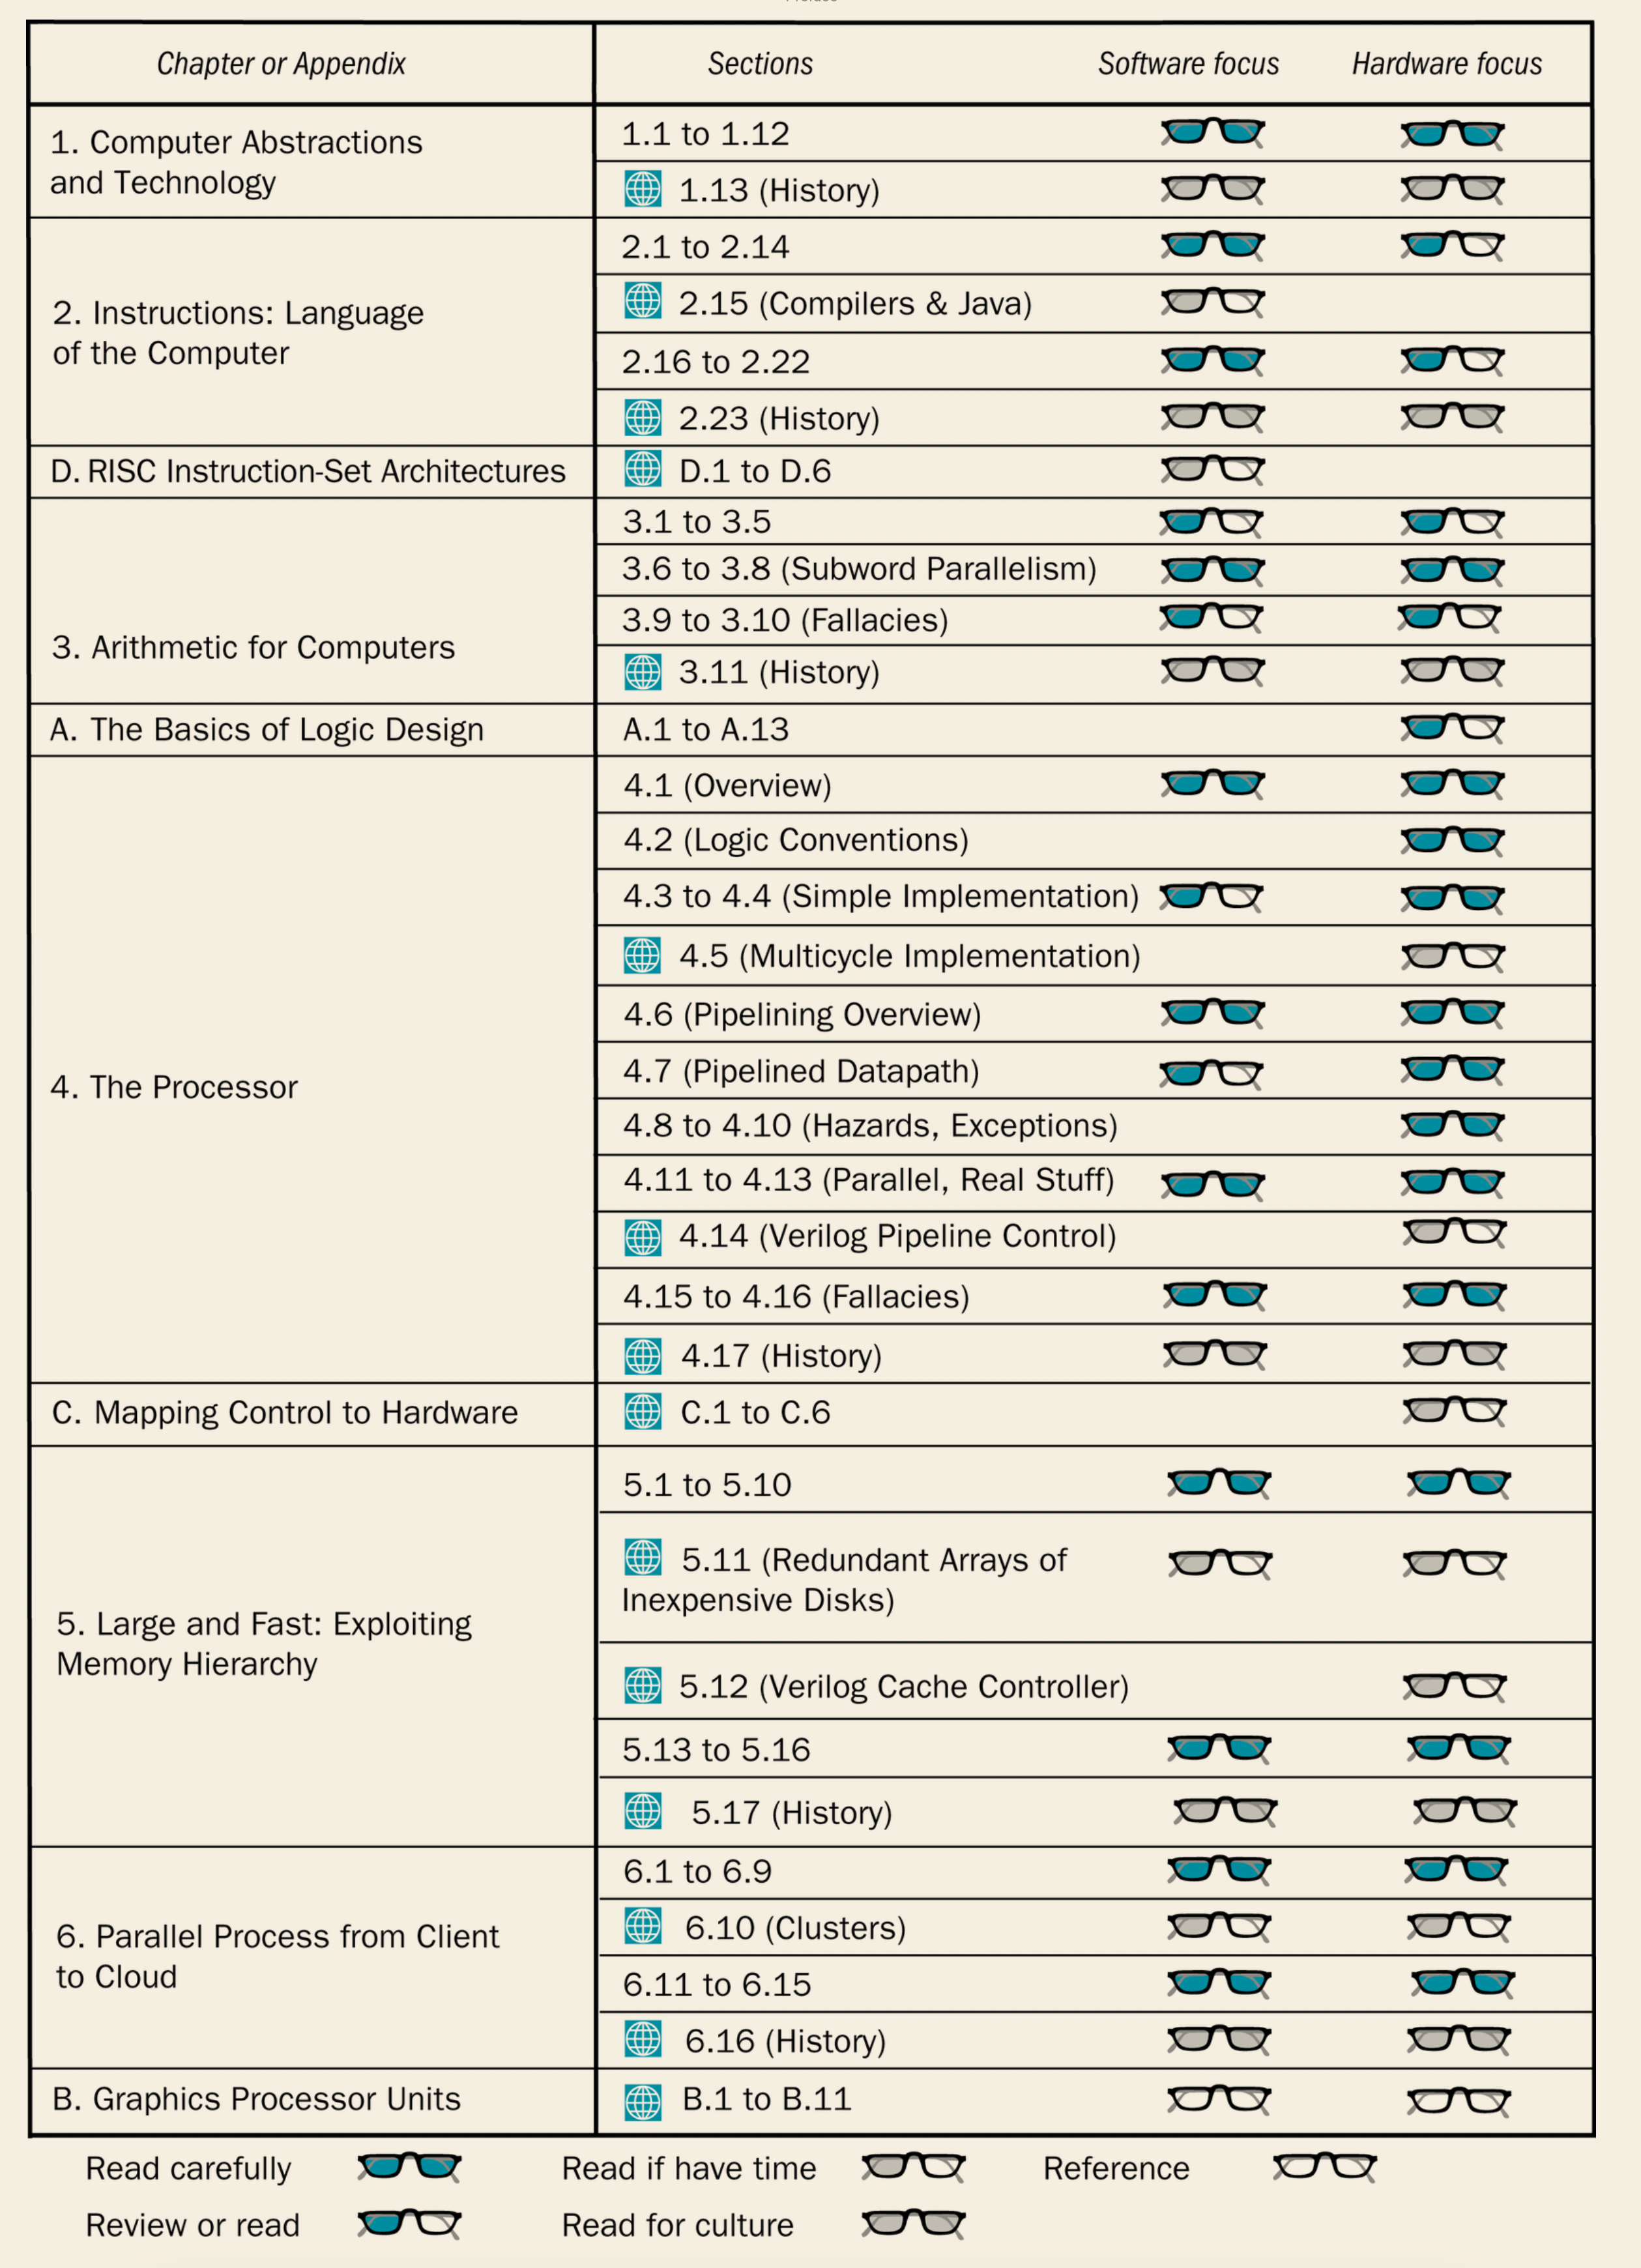 Chapter or Appendix
Sections
Software focus
Hardware focus
1. Computer Abstractions
and Technology
1.1 to 1.12
1.13 (History)
2. Instructions: Language
of the Computer
2.1 to 2.14
2.15 (Compilers & Java)
2.16 to 2.22
2.23 (History)
D. RISC Instruction-Set Architectures
D.1 to D.6
3. Arithmetic for Computers
3.1 to 3.5
3.6 to 3.8 (Subword Parallelism)
3.9 to 3.10 (Fallacies)
3.11 (History)
A. The Basics of Logic Design
A.1 to A.13
4. The Processor
4.1 (Overview)
4.2 (Logic Conventions)
4.3 to 4.4 (Simple Implementation)
4.5 (Multicycle Implementation)
4.6 (Pipelining Overview)
4.7 (Pipelined Datapath)
4.8 to 4.10 (Hazards, Exceptions)
4.11 to 4.13 (Parallel, Real Stuff)
4.14 (Verilog Pipeline Control)
4.15 to 4.16 (Fallacies)
4.17 (History)
C. Mapping Control to Hardware
C.1 to C.6
5. Large and Fast: Exploiting
Memory Hierarchy
5.1 to 5.10
5.11 (Redundant Arrays of
Inexpensive Disks)
5.12 (Verilog Cache Controller)
5.13 to 5.16
5.17 (History)
6. Parallel Process from Client
to Cloud
6.1 to 6.9
6.10 (Clusters)
6.11 to 6.15
6.16 (History)
B. Graphics Processor Units
B.1 to B.11
Read carefully
Read if have time
Reference
Review or read
Read for culture